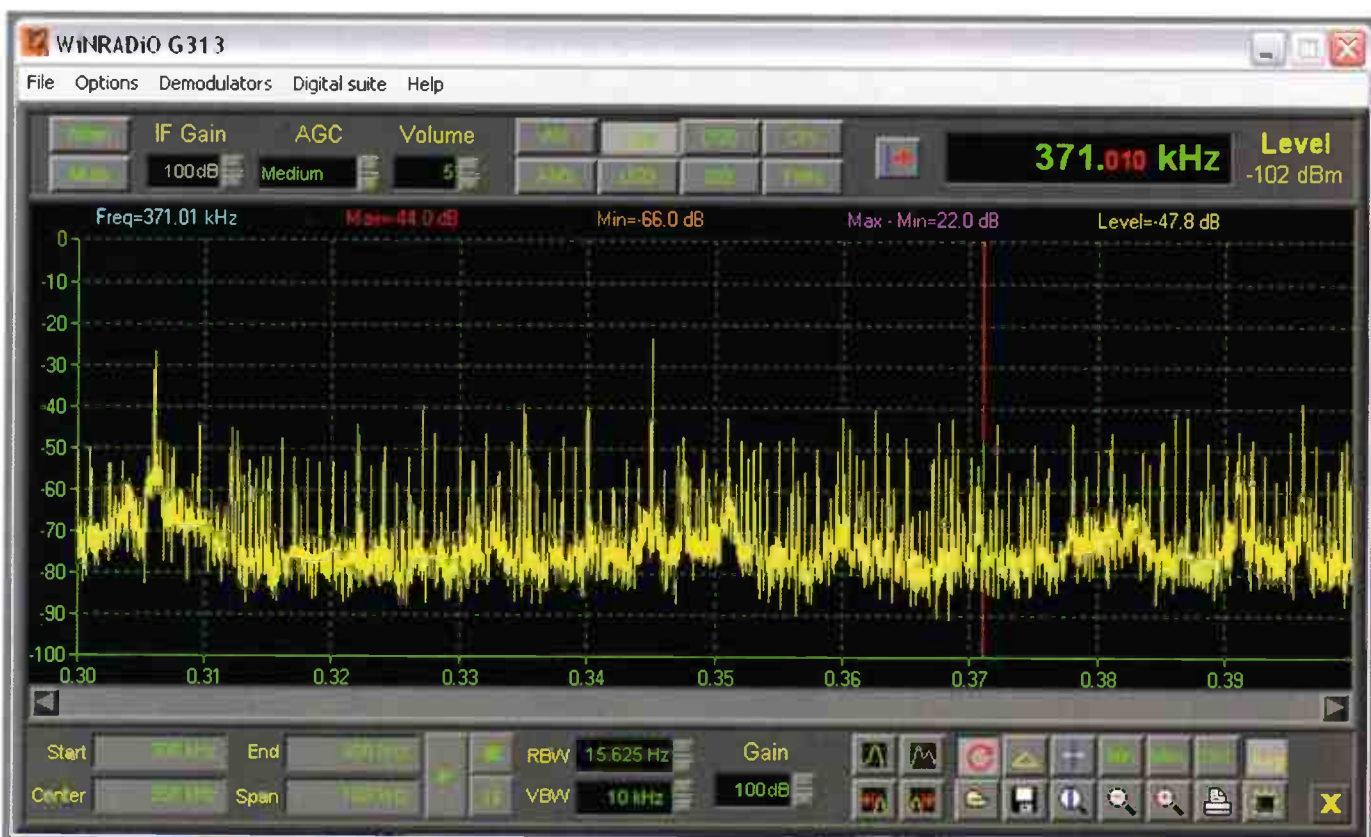 WiNRADiO G313
File Options Demodulators Digital suite Help
IF Gain AGC Volume
100dB Medium 5
371.010 kHz
Level
-102 dBm
Freq=371.01 kHz Max=-44.0 dB Min=-66.0 dB Max - Min=22.0 dB Level=-47.8 dB
0
-10
-20
-30
-40
-50
-60
-70
-80
-90
-100
0.30 0.31 0.32 0.33 0.34 0.35 0.36 0.37 0.38 0.39
Start End RBW 15.625 Hz Gain
Center Span VBW 10 kHz 100dB
X